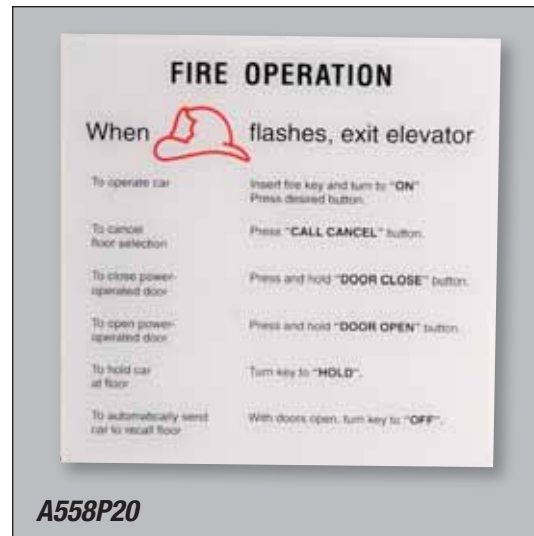 FIRE OPERATION
When flashes, exit elevator
To operate car
Insert fire key and turn to "ON"
Press desired button.
To cancel
floor selection
Press "CALL CANCEL" button.
To close power-
operated door
Press and hold "DOOR CLOSE" button.
To open power-
operated door
Press and hold "DOOR OPEN" button
To hold car
at floor
Turn key to "HOLD".
To automatically send
car to recall floor
With doors open, turn key to "OFF".
A558P20